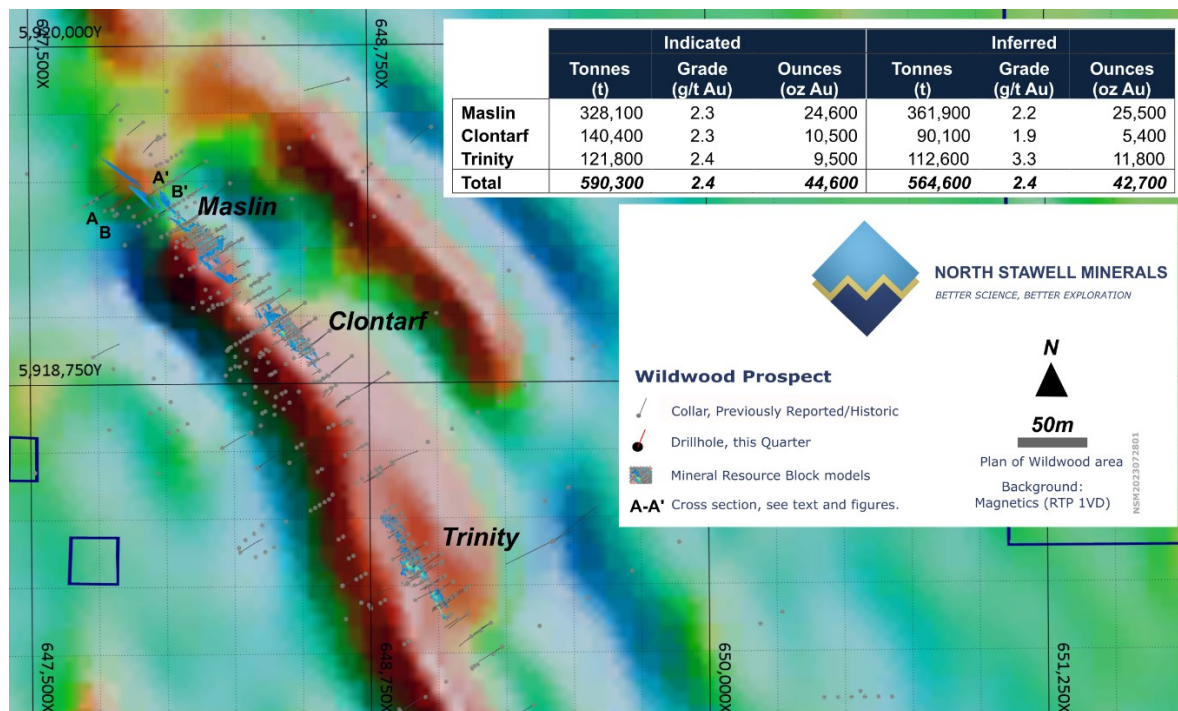 5,920,000Y
647,500X
648,750X
Indicated Inferred
Tonnes (t) Grade (g/t Au) Ounces (oz Au) Tonnes (t) Grade (g/t Au) Ounces (oz Au)
Maslin 328,100 2.3 24,600 361,900 2.2 25,500
Clontarf 140,400 2.3 10,500 90,100 1.9 5,400
Trinity 121,800 2.4 9,500 112,600 3.3 11,800
Total 590,300 2.4 44,600 564,600 2.4 42,700
A'
B'
A
B
Maslin
Clontarf
5,918,750Y
Trinity
NORTH STAWELL MINERALS
BETTER SCIENCE, BETTER EXPLORATION
Wildwood Prospect
Collar, Previously Reported/Historic
Drillhole, this Quarter
Mineral Resource Block models
A-A' Cross section, see text and figures.
N
50m
Plan of Wildwood area
Background:
Magnetics (RTP 1VD)
NSM2023072801
647,500X
648,750X
650,000X
651,250X